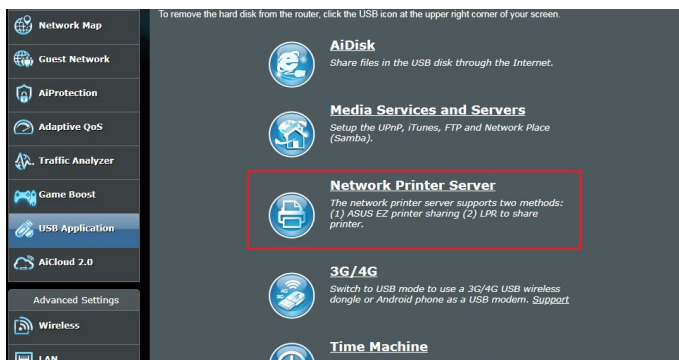 To remove the hard disk from the router, click the USB icon at the upper right corner of your screen.
Network Map
Guest Network
AiProtection
Adaptive QoS
Traffic Analyzer
Game Boost
USB Application
AiCloud 2.0
Advanced Settings
Wireless
LAN
AiDisk
Share files in the USB disk through the Internet.
Media Services and Servers
Setup the UPnP, iTunes, FTP and Network Place
(Samba).
Network Printer Server
The network printer server supports two methods:
(1) ASUS EZ printer sharing (2) LPR to share
printer.
3G/4G
Switch to USB mode to use a 3G/4G USB wireless
dongle or Android phone as a USB modem. Support
Time Machine